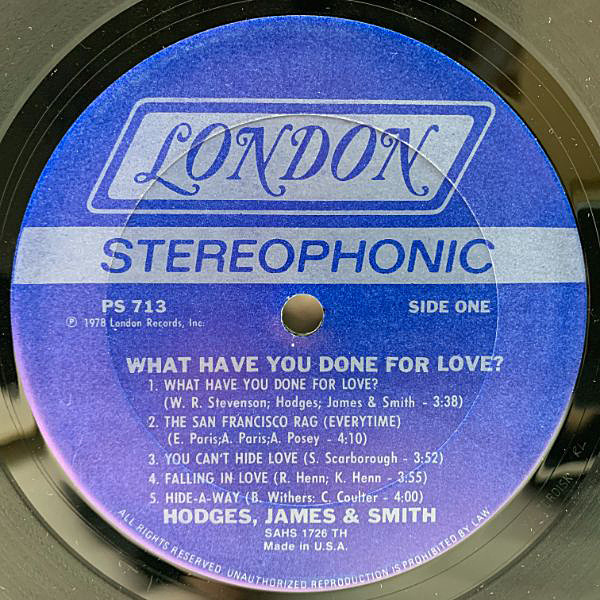 LONDON
STEREOPHONIC
PS 713
SIDE ONE
Ⓟ 1978 London Records, Inc.
WHAT HAVE YOU DONE FOR LOVE?
1. WHAT HAVE YOU DONE FOR LOVE?
(W. R. Stevenson; Hodges; James & Smith - 3:38)
2. THE SAN FRANCISCO RAG (EVERYTIME)
(E. Paris;A. Paris;A. Posey - 4:10)
3. YOU CAN'T HIDE LOVE (S. Scarborough - 3:52)
4. FALLING IN LOVE (R. Henn; K. Henn - 3:55)
5. HIDE-A-WAY (B. Withers; C. Coulter - 4:00)
HODGES, JAMES & SMITH
SAHS 1726 TH
Made in U.S.A.
ALL RIGHTS RESERVED. UNAUTHORIZED REPRODUCTION IS PROHIBITED BY LAW